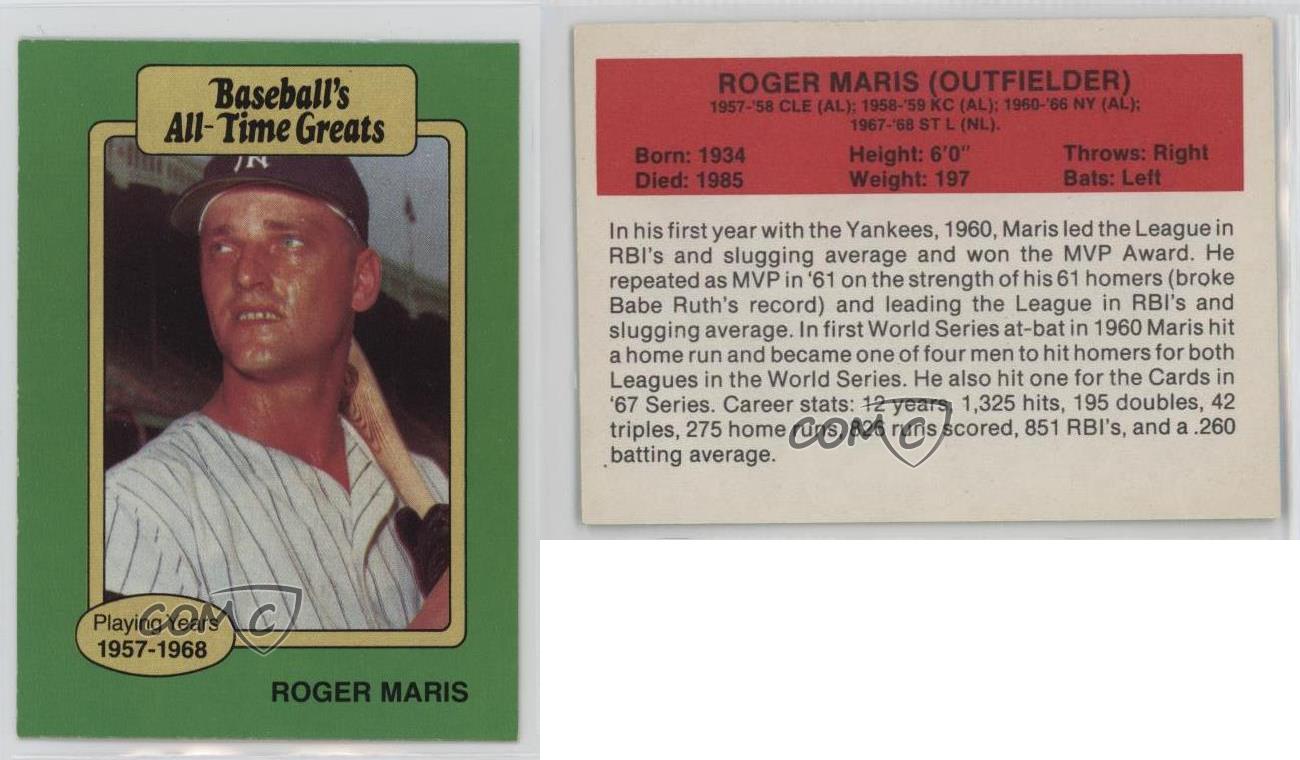 Baseball's
All-Time Greats
NY
Playing Years
1957-1968
COMC
ROGER MARIS
ROGER MARIS (OUTFIELDER)
1957-'58 CLE (AL); 1958-'59 KC (AL); 1960-'66 NY (AL);
1967-'68 ST L (NL).
Born: 1934 Height: 6'0" Throws: Right
Died: 1985 Weight: 197 Bats: Left
In his first year with the Yankees, 1960, Maris led the League in
RBI's and slugging average and won the MVP Award. He
repeated as MVP in '61 on the strength of his 61 homers (broke
Babe Ruth's record) and leading the League in RBI's and
slugging average. In first World Series at-bat in 1960 Maris hit
a home run and became one of four men to hit homers for both
Leagues in the World Series. He also hit one for the Cards in
'67 Series. Career stats: 12 years, 1,325 hits, 195 doubles, 42
triples, 275 home runs, 826 runs scored, 851 RBI's, and a .260
batting average.
COMC